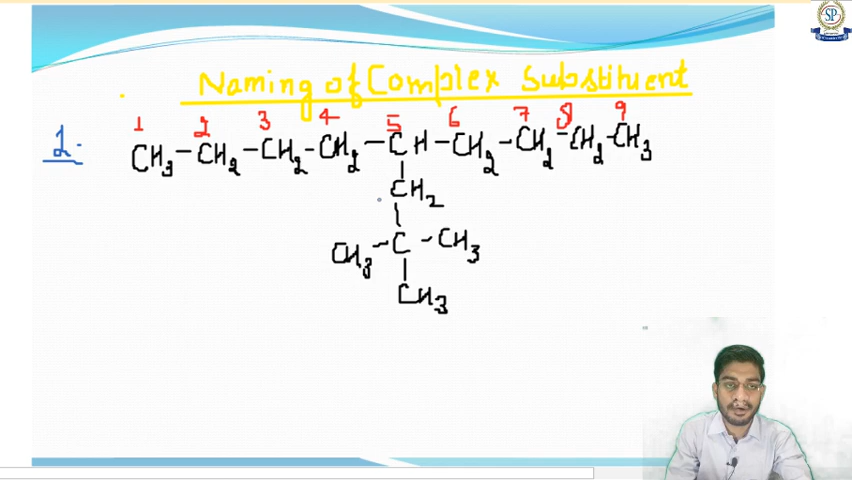 Naming of Complex Substituent
1 2 3 4 5 6 7 8 9
1. CH3 - CH2 - CH2 - CH2 - CH - CH2 - CH2 - CH2 - CH3
CH2
CH3 - C - CH3
CH3
SP